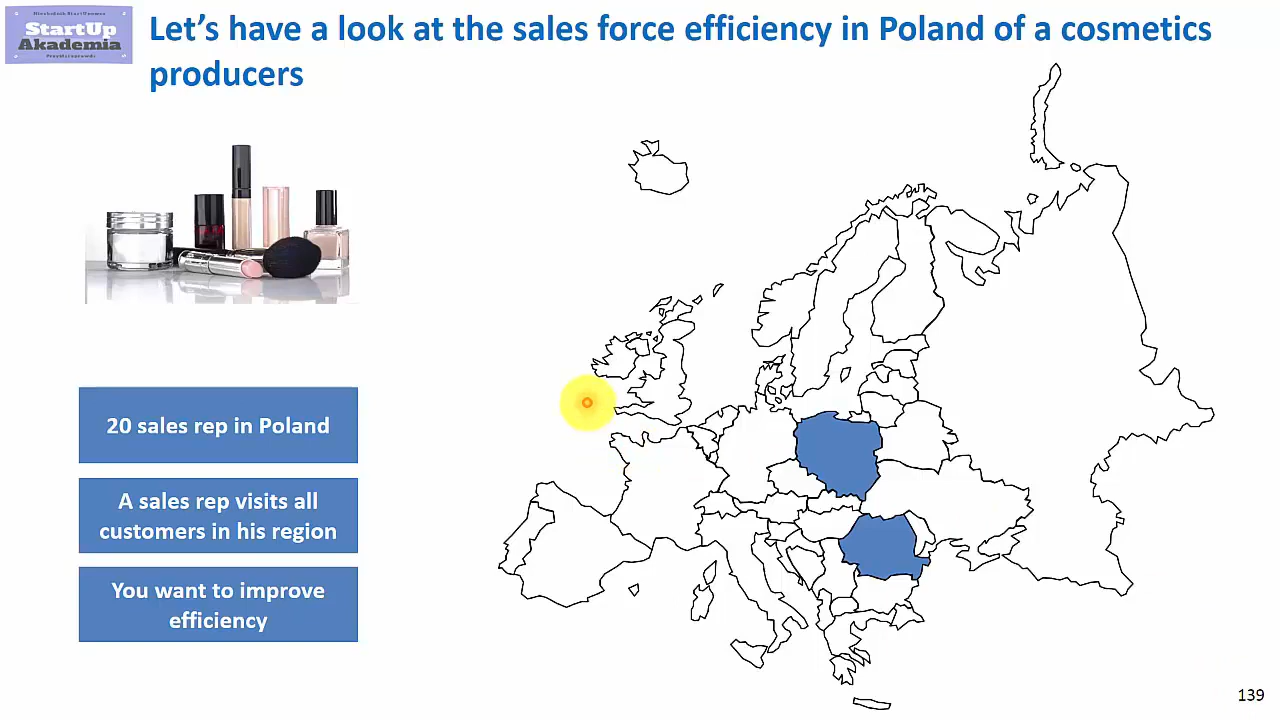 StartUp
Akademia
Let's have a look at the sales force efficiency in Poland of a cosmetics
producers
20 sales rep in Poland
A sales rep visits all
customers in his region
You want to improve
efficiency
139